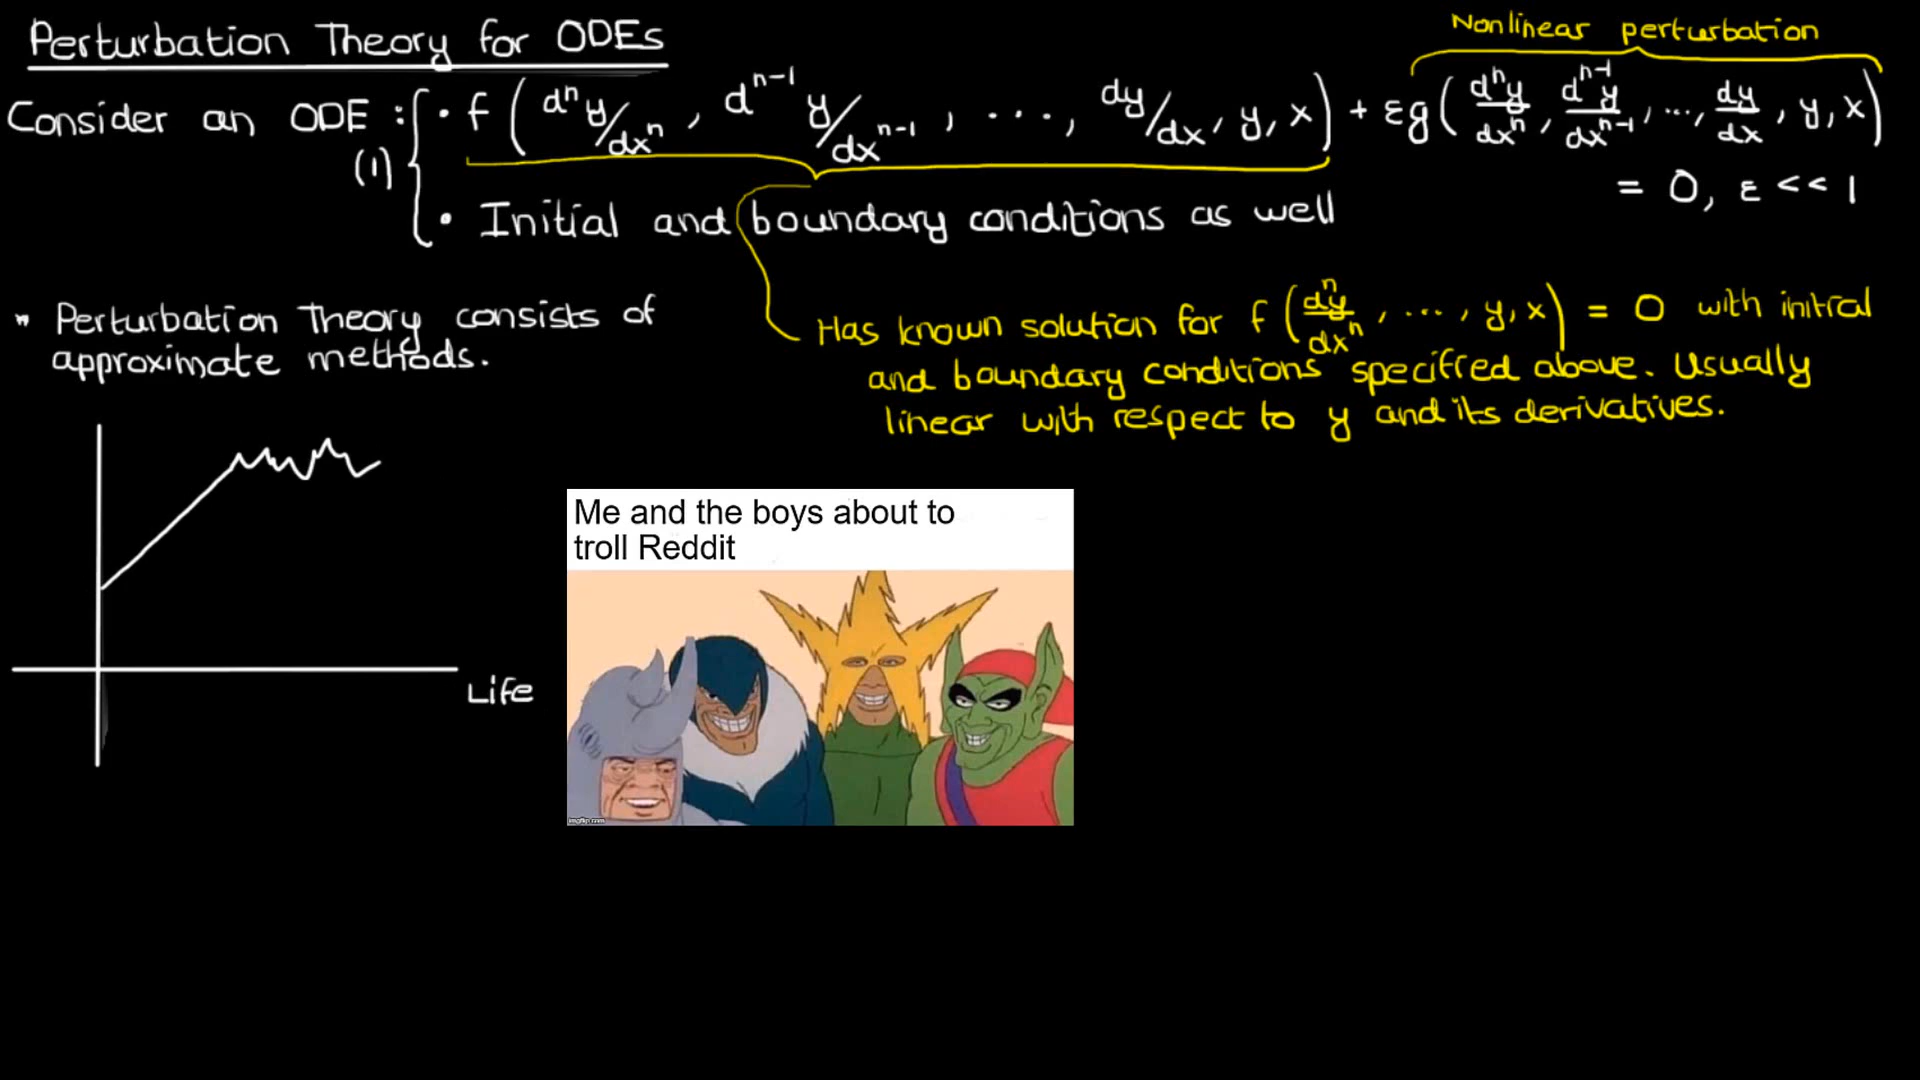 Perturbation Theory for ODEs
Nonlinear perturbation
Consider an ODE : { • f ( dⁿy/dxⁿ , dⁿ⁻¹y/dxⁿ⁻¹ , ..., dy/dx, y, x) + εg( dⁿy/dxⁿ, dⁿ⁻¹y/dxⁿ⁻¹, ..., dy/dx, y, x)
(1)
= 0, ε << 1
• Initial and boundary conditions as well
Has known solution for f ( dⁿy/dxⁿ , ..., y, x) = 0 with initial
and boundary conditions specified above. Usually
linear with respect to y and its derivatives.
" Perturbation Theory consists of
approximate methods.
Life
Me and the boys about to
troll Reddit
imgflip.com